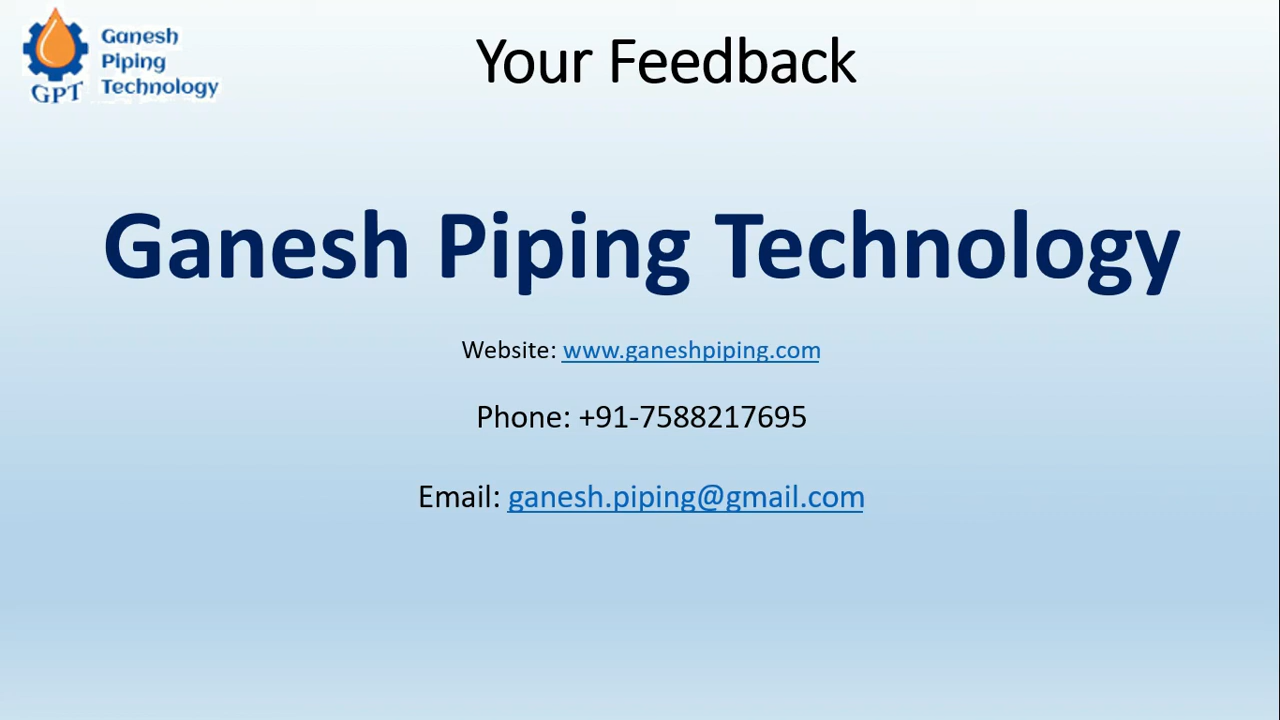 Ganesh
Piping
Technology
GPT
Your Feedback
Ganesh Piping Technology
Website: www.ganeshpiping.com
Phone: +91-7588217695
Email: ganesh.piping@gmail.com